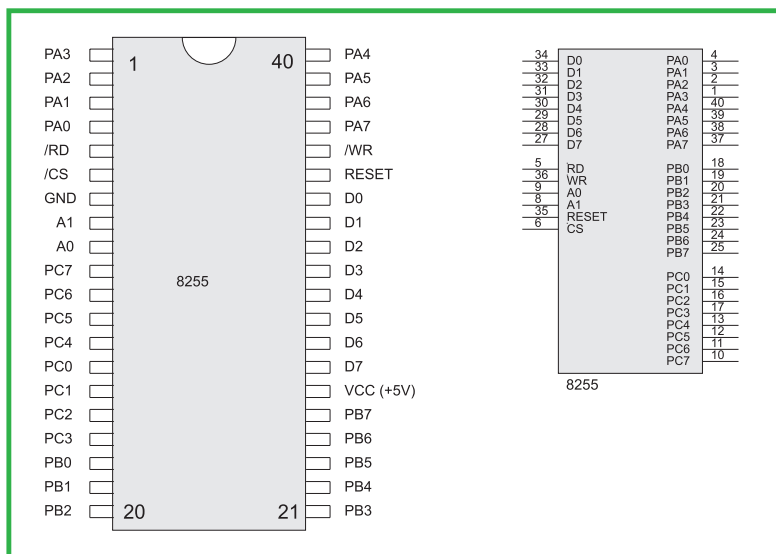 PA3 1 40 PA4
PA2 PA5
PA1 PA6
PA0 PA7
/RD /WR
/CS RESET
GND D0
A1 D1
A0 D2
PC7 D3
PC6 8255 D4
PC5 D5
PC4 D6
PC0 D7
PC1 VCC (+5V)
PC2 PB7
PC3 PB6
PB0 PB5
PB1 PB4
PB2 20 21 PB3
34 D0 PA0 4
33 D1 PA1 3
32 D2 PA2 2
31 D3 PA3 1
30 D4 PA4 40
29 D5 PA5 39
28 D6 PA6 38
27 D7 PA7 37
5 RD PB0 18
36 WR PB1 19
9 A0 PB2 20
8 A1 PB3 21
35 RESET PB4 22
6 CS PB5 23
PB6 24
PB7 25
PC0 14
PC1 15
PC2 16
PC3 17
PC4 13
PC5 12
PC6 11
PC7 10
8255